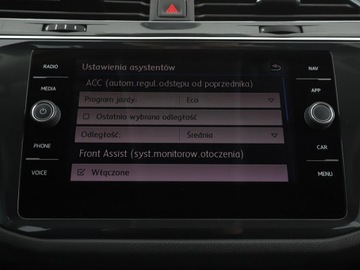 RADIO
MEDIA
PHONE
VOICE
Ustawienia asystentów
ACC (autom.regul.odstępu od poprzednika)
Program jazdy: Eco
Ostatnio wybrana odległość
Odległość: Średnia
Front Assist (syst.monitorow.otoczenia)
Włączone
NAV
APP
CAR
MENU